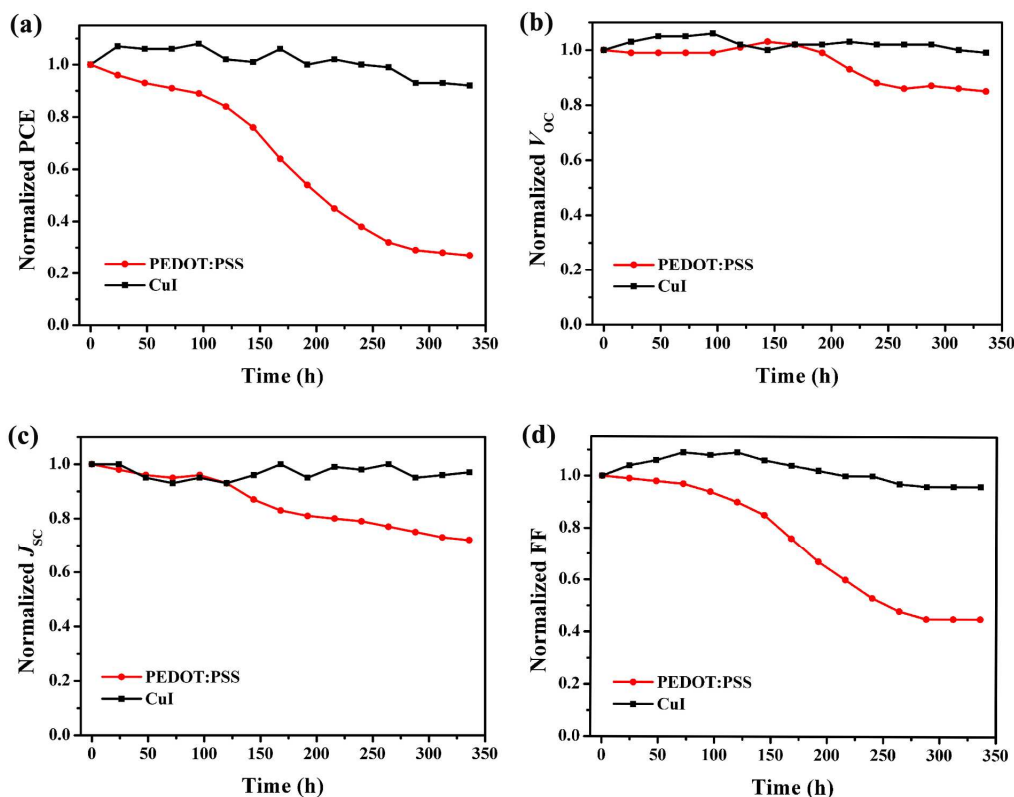 (a)
Normalized PCE
1.0
0.8
0.6
0.4
0.2
0.0
PEDOT:PSS
CuI
0 50 100 150 200 250 300 350
Time (h)
(b)
Normalized VOC
1.0
0.8
0.6
0.4
0.2
0.0
PEDOT:PSS
CuI
0 50 100 150 200 250 300 350
Time (h)
(c)
Normalized JSC
1.0
0.8
0.6
0.4
0.2
0.0
PEDOT:PSS
CuI
0 50 100 150 200 250 300 350
Time (h)
(d)
Normalized FF
1.0
0.8
0.6
0.4
0.2
0.0
PEDOT:PSS
CuI
0 50 100 150 200 250 300 350
Time (h)